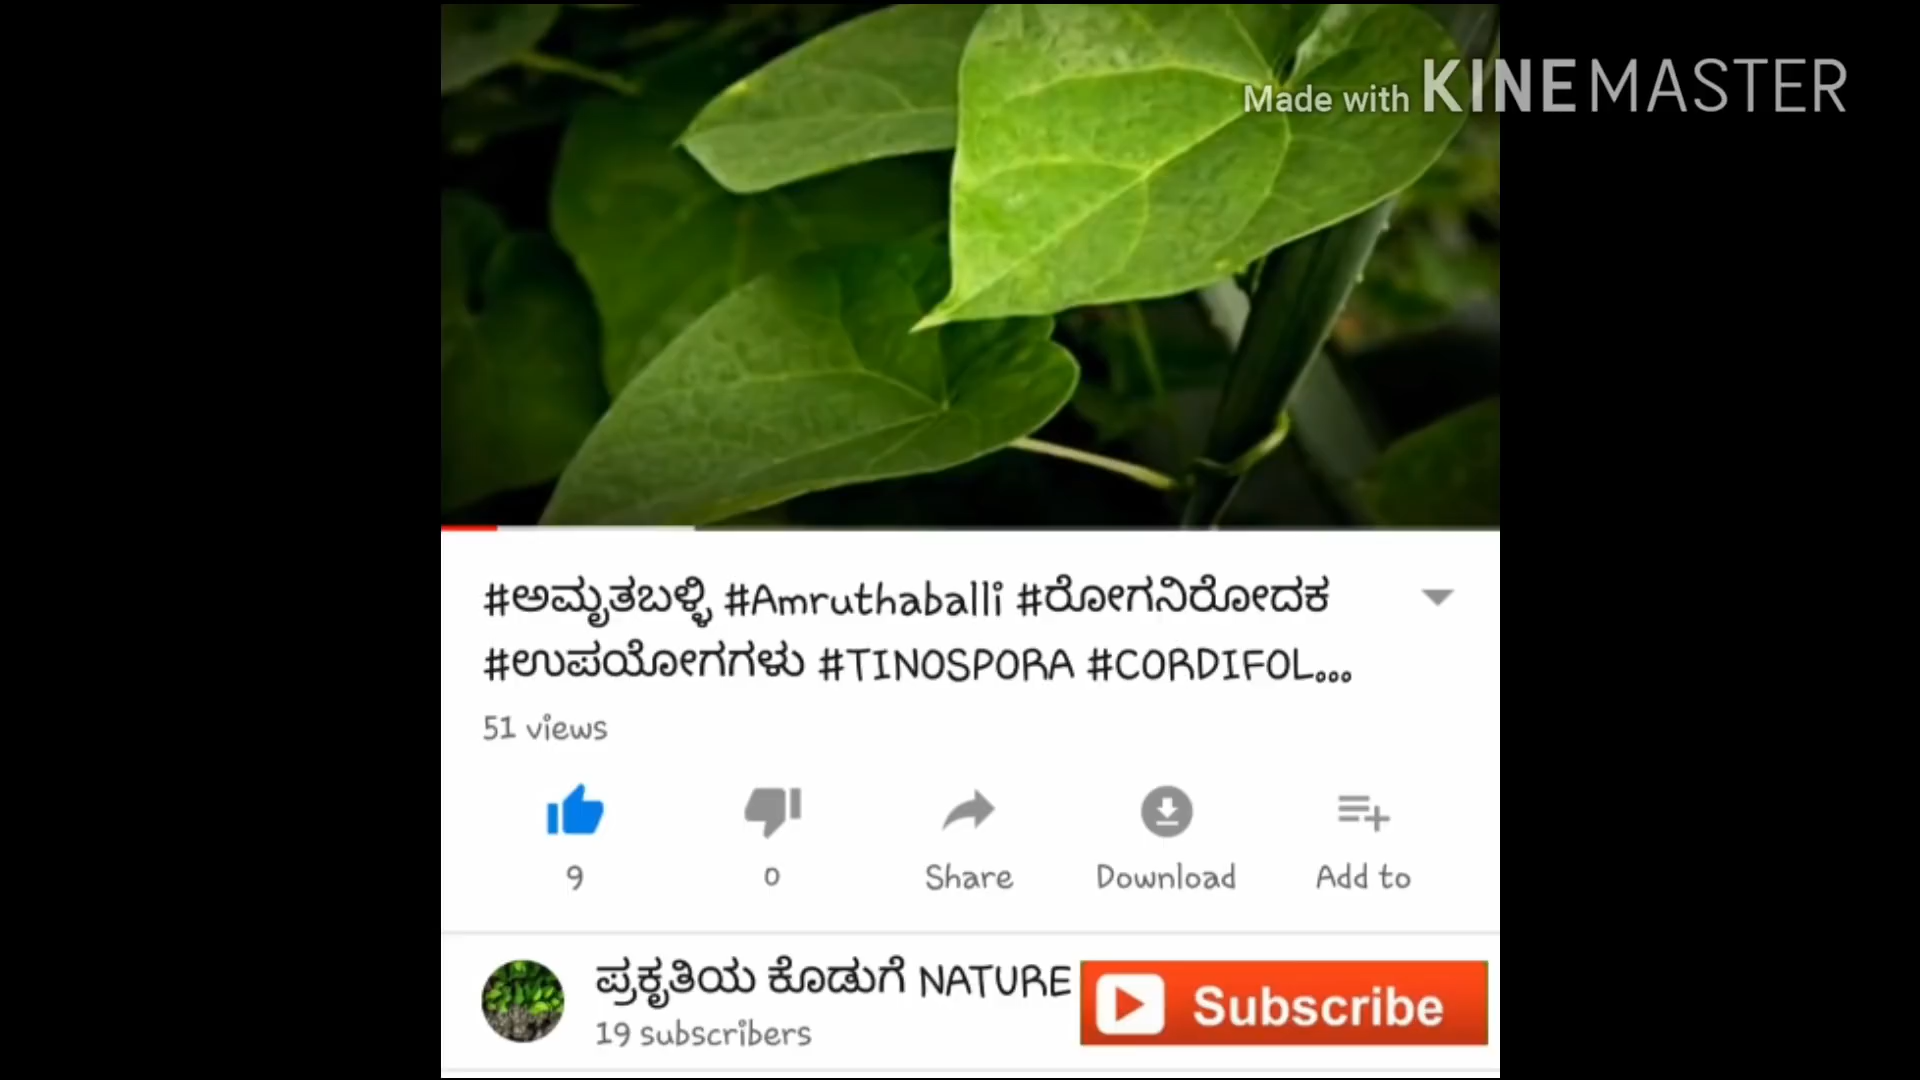 Made with KINEMASTER
#ಅಮೃತಬಳ್ಳಿ #Amruthaballi #ರೋಗನಿರೋದಕ
#ಉಪಯೋಗಗಳು #TINOSPORA #CORDIFOL...
51 views
9
0
Share
Download
Add to
ಪ್ರಕೃತಿಯ ಕೊಡುಗೆ NATURE
Subscribe
19 subscribers